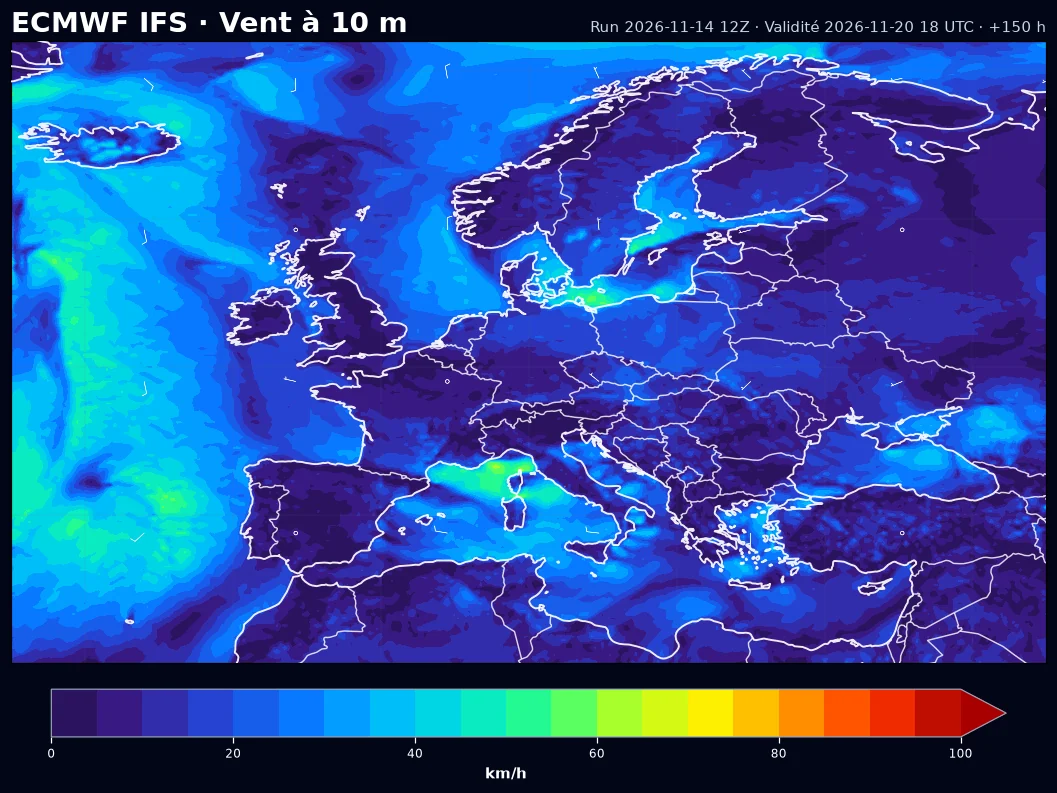 ECMWF IFS · Vent à 10 m
Run 2026-11-14 12Z · Validité 2026-11-20 18 UTC · +150 h
0 20 40 60 80 100
km/h